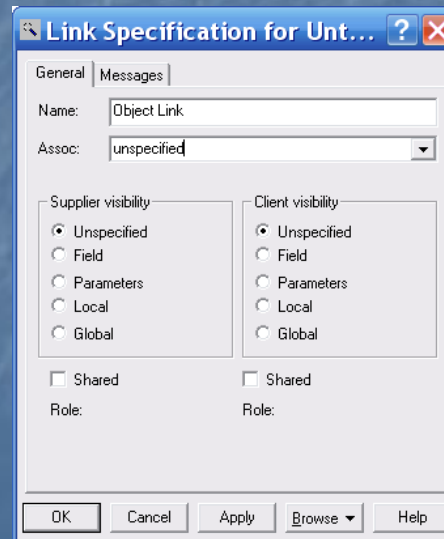 Link Specification for Unt...
General Messages
Name: Object Link
Assoc: unspecified
Supplier visibility Client visibility
Unspecified Unspecified
Field Field
Parameters Parameters
Local Local
Global Global
Shared Shared
Role: Role:
OK Cancel Apply Browse Help